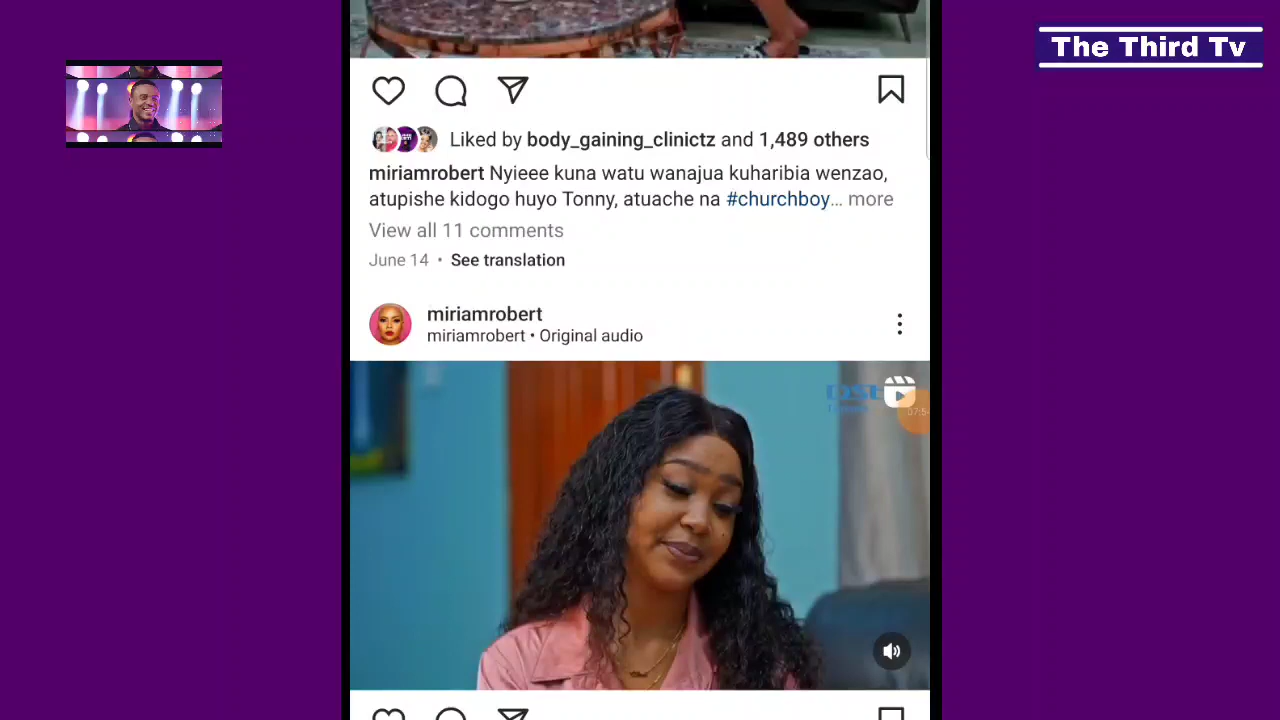 The Third Tv
Liked by body_gaining_clinictz and 1,489 others
miriamrobert Nyieee kuna watu wanajua kuharibia wenzao,
atupishe kidogo huyo Tonny, atuache na #churchboy… more
View all 11 comments
June 14 • See translation
miriamrobert
miriamrobert • Original audio